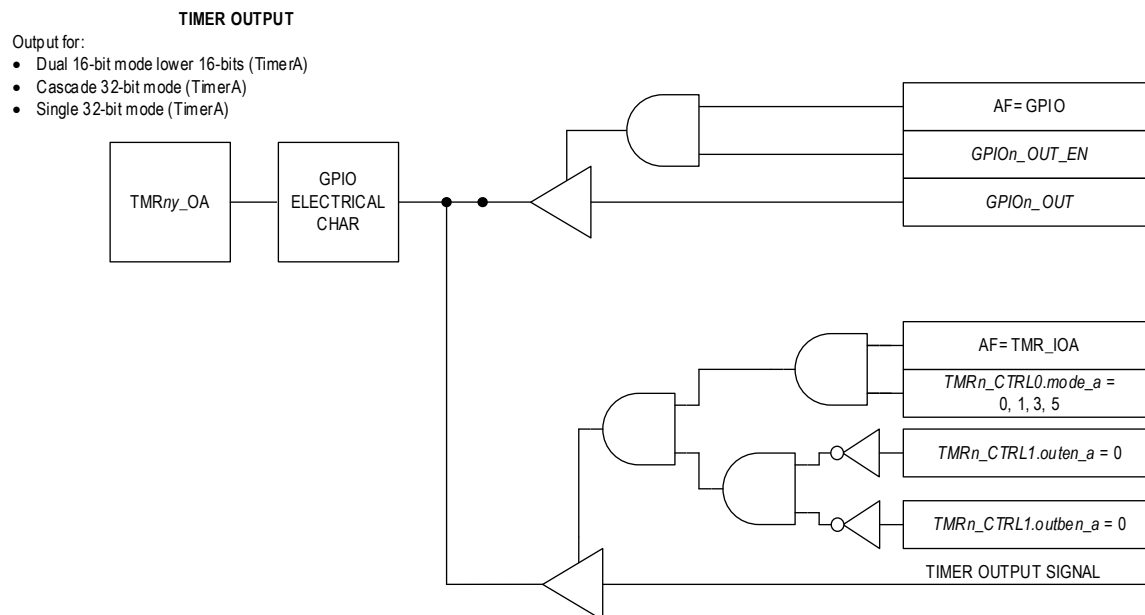 TIMER OUTPUT
Output for:
• Dual 16-bit mode lower 16-bits (TimerA)
• Cascade 32-bit mode (TimerA)
• Single 32-bit mode (TimerA)
TMRny_OA
GPIO
ELECTRICAL
CHAR
AF= GPIO
GPIOn_OUT_EN
GPIOn_OUT
AF= TMR_IOA
TMRn_CTRL0.mode_a =
0, 1, 3, 5
TMRn_CTRL1.outen_a = 0
TMRn_CTRL1.outben_a = 0
TIMER OUTPUT SIGNAL